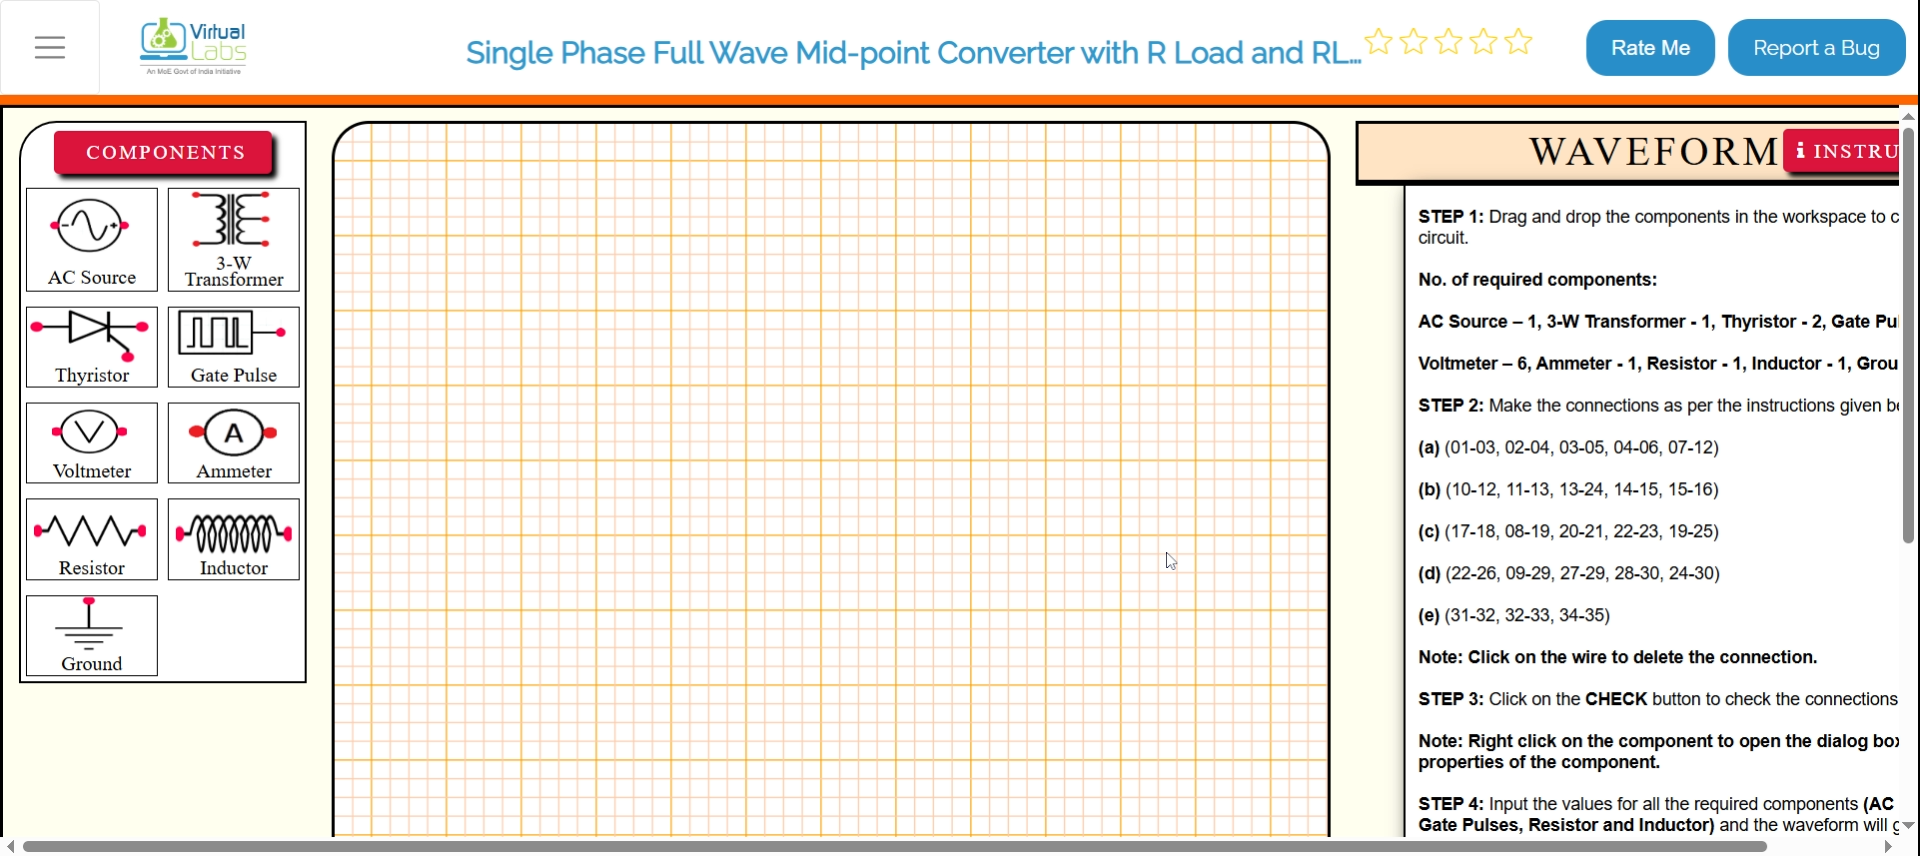 Virtual
Labs
An MoE Govt of India Initiative
Single Phase Full Wave Mid-point Converter with R Load and RL...
Rate Me
Report a Bug
COMPONENTS
AC Source
3-W
Transformer
Thyristor
Gate Pulse
V
Voltmeter
A
Ammeter
Resistor
Inductor
Ground
WAVEFORM
i INSTRU
STEP 1: Drag and drop the components in the workspace to c
circuit.
No. of required components:
AC Source – 1, 3-W Transformer - 1, Thyristor - 2, Gate Pul
Voltmeter – 6, Ammeter - 1, Resistor - 1, Inductor - 1, Grou
STEP 2: Make the connections as per the instructions given be
(a) (01-03, 02-04, 03-05, 04-06, 07-12)
(b) (10-12, 11-13, 13-24, 14-15, 15-16)
(c) (17-18, 08-19, 20-21, 22-23, 19-25)
(d) (22-26, 09-29, 27-29, 28-30, 24-30)
(e) (31-32, 32-33, 34-35)
Note: Click on the wire to delete the connection.
STEP 3: Click on the CHECK button to check the connections
Note: Right click on the component to open the dialog box
properties of the component.
STEP 4: Input the values for all the required components (AC
Gate Pulses, Resistor and Inductor) and the waveform will g